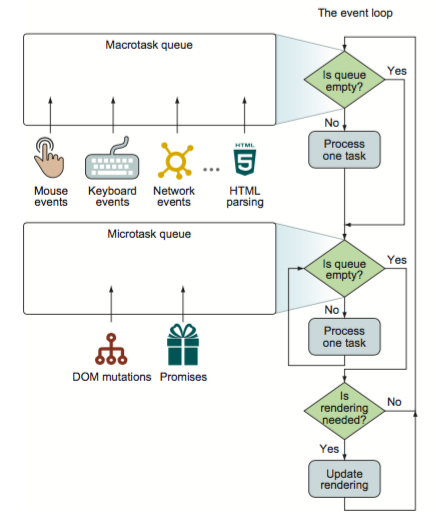 The event loop
Macrotask queue
Is queue
empty?
Yes
No
Process
one task
HTML
5
...
Mouse
events
Keyboard
events
Network
events
HTML
parsing
Microtask queue
Is queue
empty?
Yes
No
Process
one task
DOM mutations
Promises
Is
rendering
needed?
No
Yes
Update
rendering